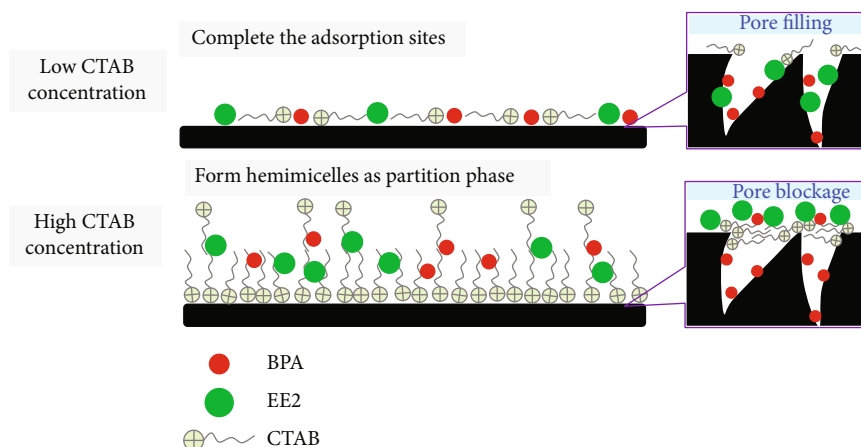 Complete the adsorption sites
Pore filling
Low CTAB
concentration
Form hemimicelles as partition phase
Pore blockage
High CTAB
concentration
BPA
EE2
CTAB